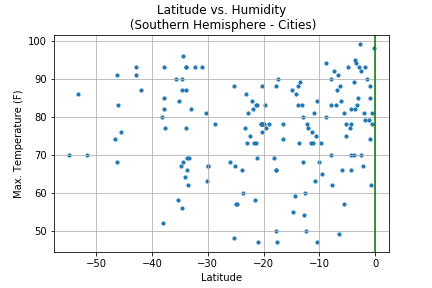 Latitude vs. Humidity
(Southern Hemisphere - Cities)
Max. Temperature (F)
100
90
80
70
60
50
−50 −40 −30 −20 −10 0
Latitude